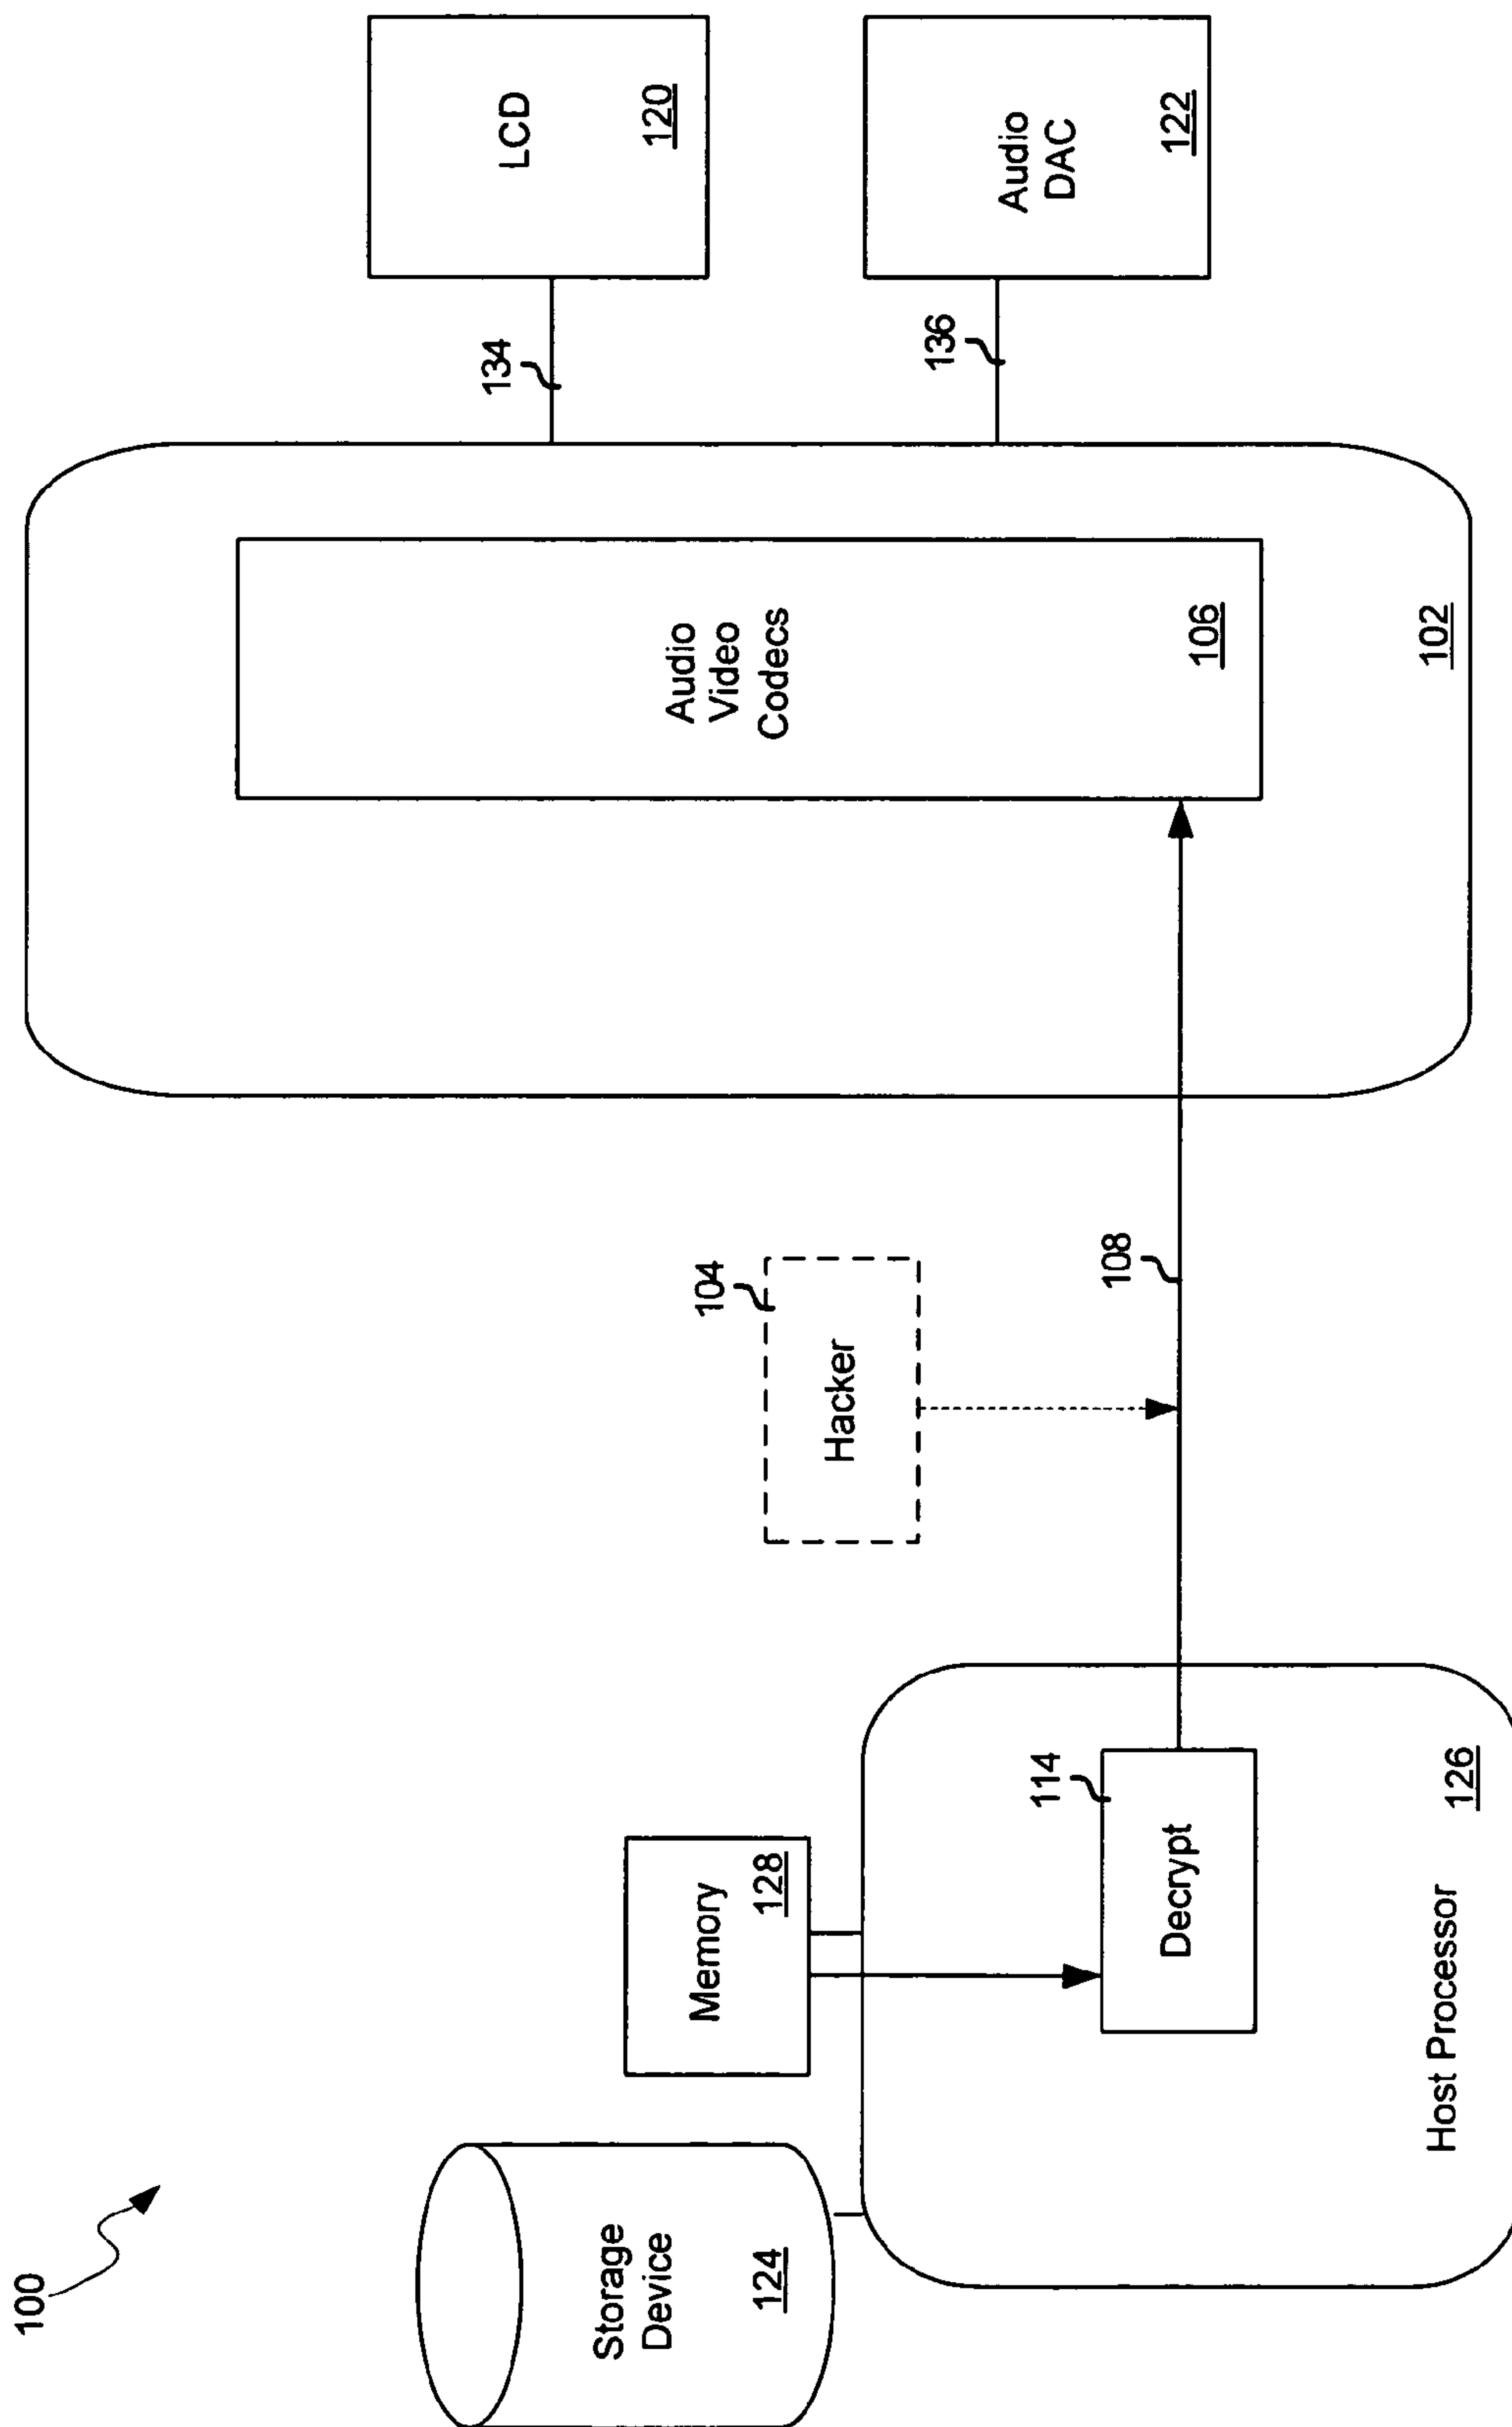 100
Storage
Device
124
Memory
128
Host Processor
126
Decrypt
114
Hacker
104
108
Audio
Video
Codecs
106
102
134
136
LCD
120
Audio
DAC
122